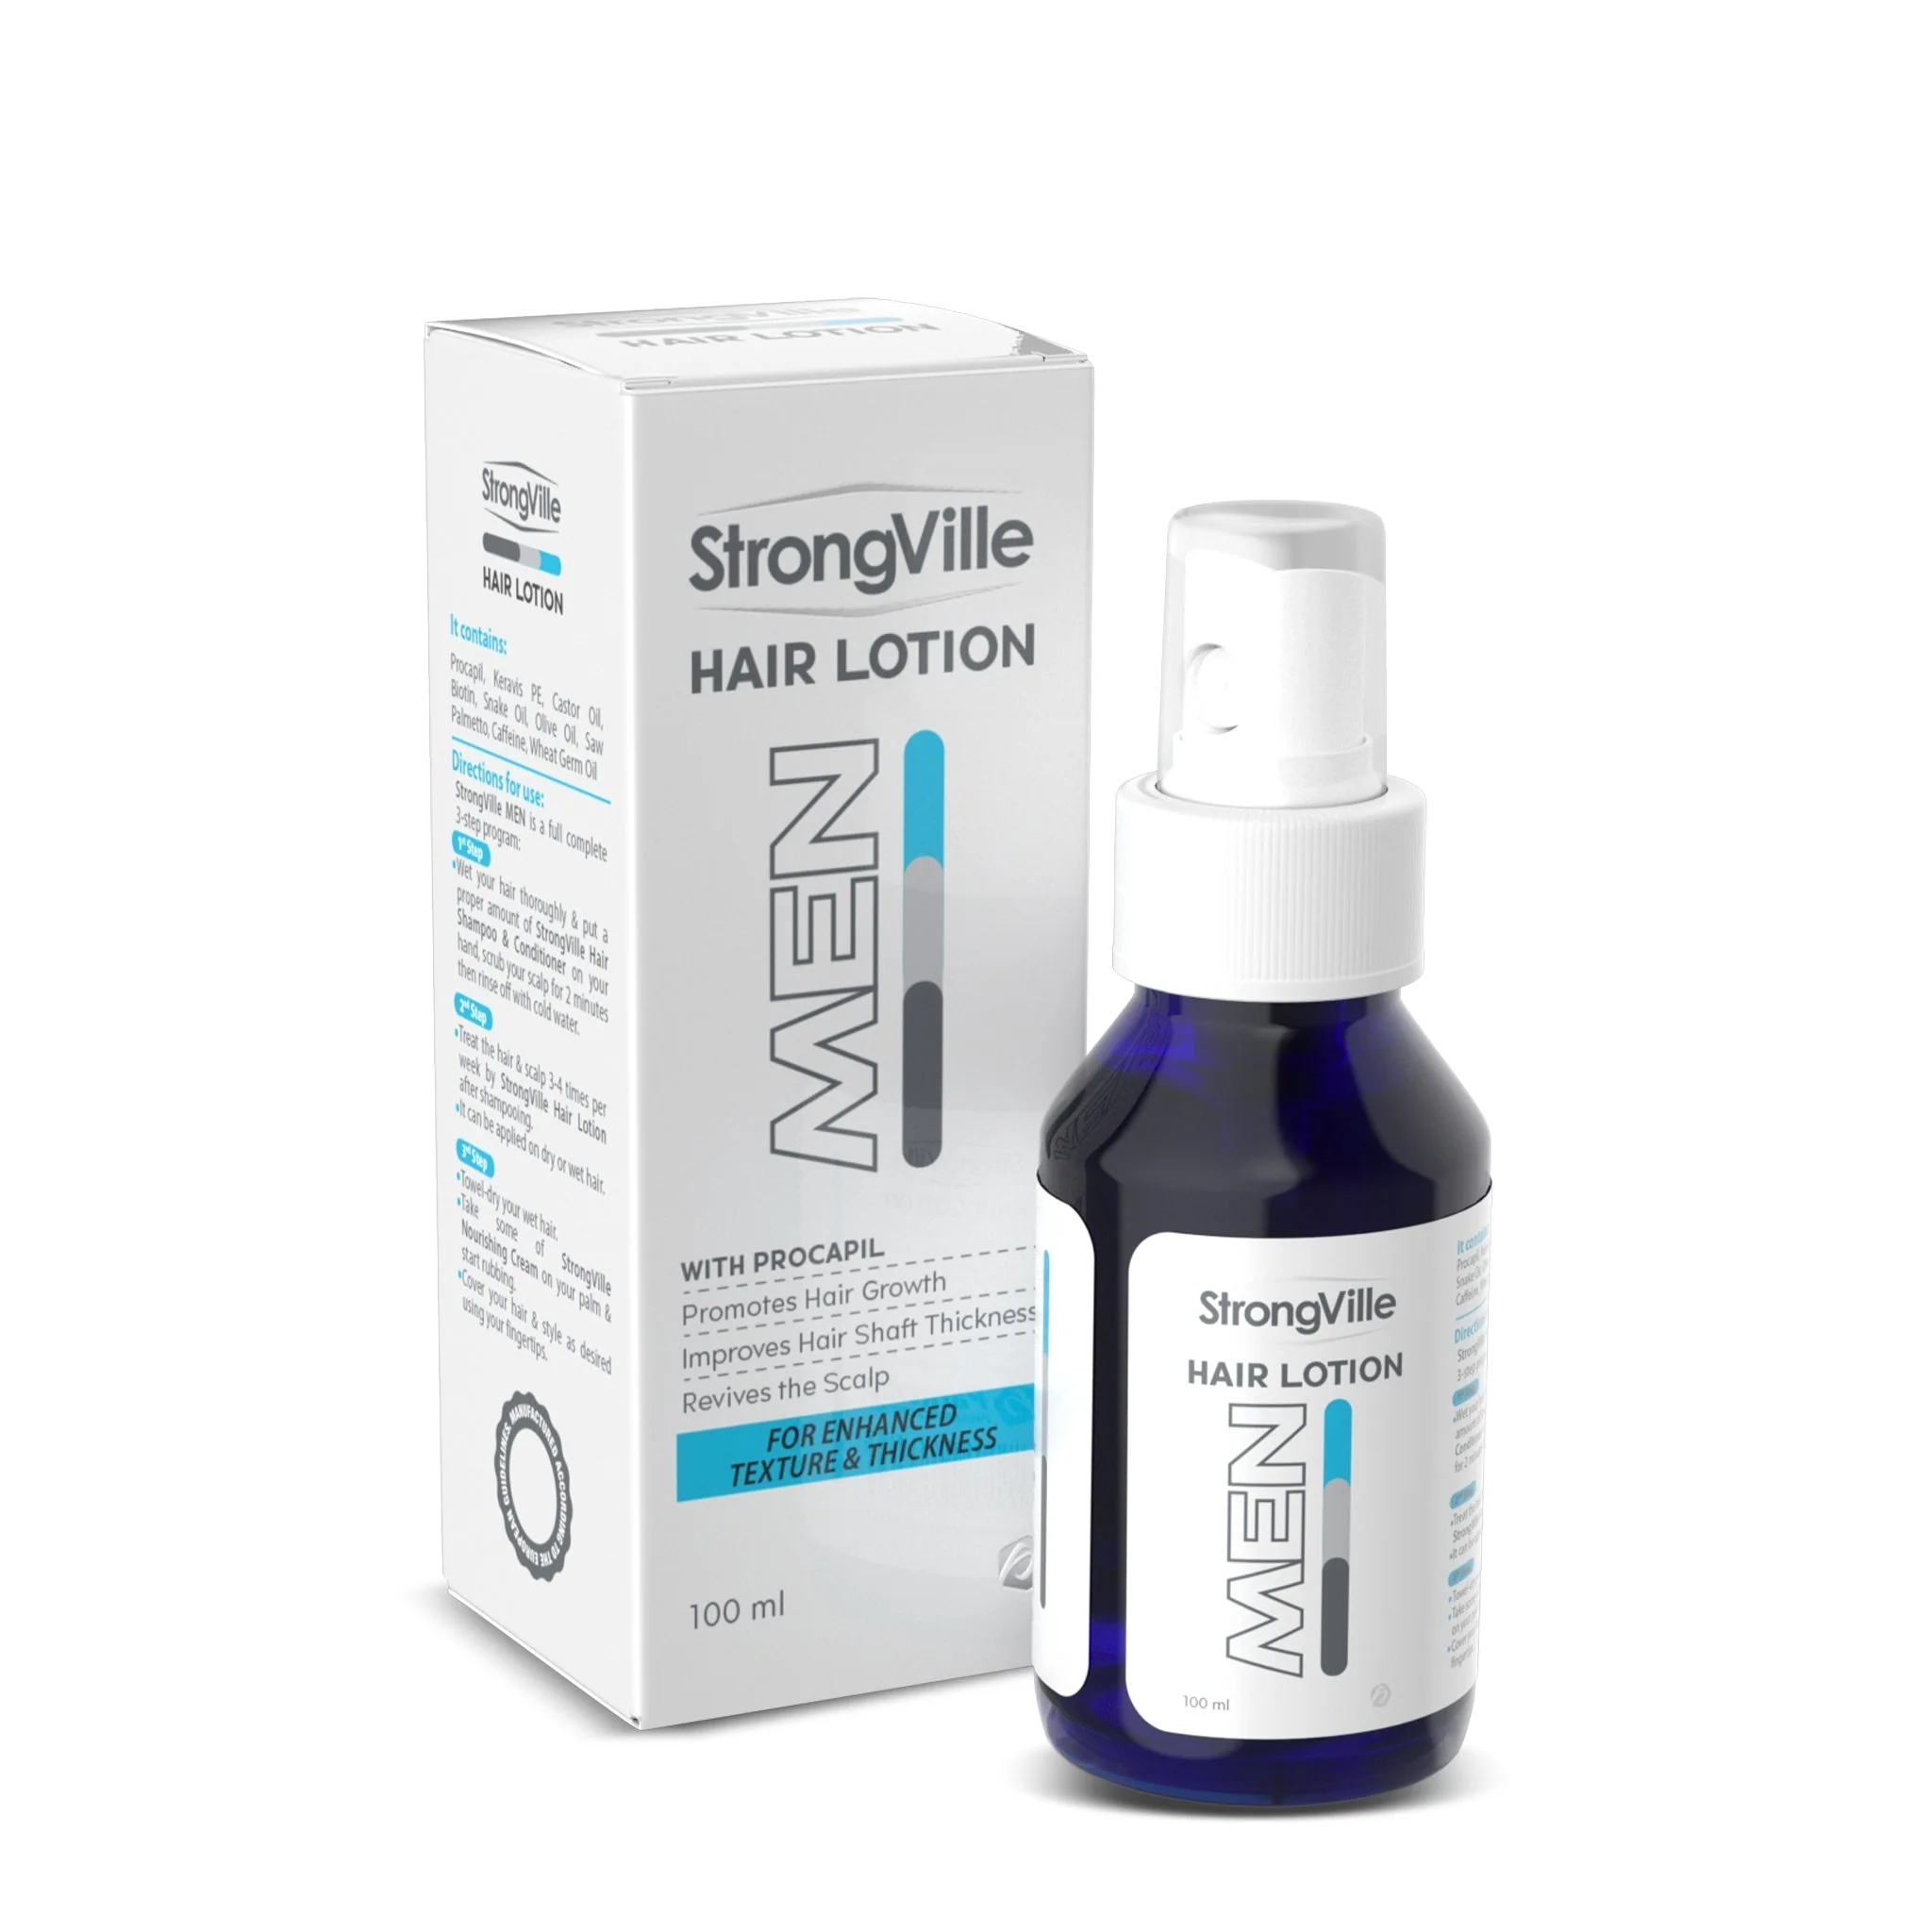 StrongVille
HAIR LOTION
StrongVille
HAIR LOTION
It contains:
Procapil, Keravis PE, Castor Oil,
Biotin, Snake Oil, Olive Oil, Saw
Palmetto, Caffeine, Wheat Germ Oil
Directions for use:
StrongVille MEN is a full complete
3-step program:
1st Step
•Wet your hair thoroughly & put a
proper amount of StrongVille Hair
Shampoo & Conditioner on your
hand, scrub your scalp for 2 minutes
then rinse off with cold water.
2nd Step
•Treat the hair & scalp 3-4 times per
week by StrongVille Hair Lotion
after shampooing.
•It can be applied on dry or wet hair.
3rd Step
•Towel-dry your wet hair.
•Take some of StrongVille
Nourishing Cream on your palm &
start rubbing.
•Cover your hair & style as desired
using your fingertips.
MANUFACTURED ACCORDING TO THE EUROPEAN GUIDELINES
StrongVille
HAIR LOTION
MEN
WITH PROCAPIL
Promotes Hair Growth
Improves Hair Shaft Thickness
Revives the Scalp
FOR ENHANCED
TEXTURE & THICKNESS
100 ml
StrongVille
HAIR LOTION
MEN
100 ml